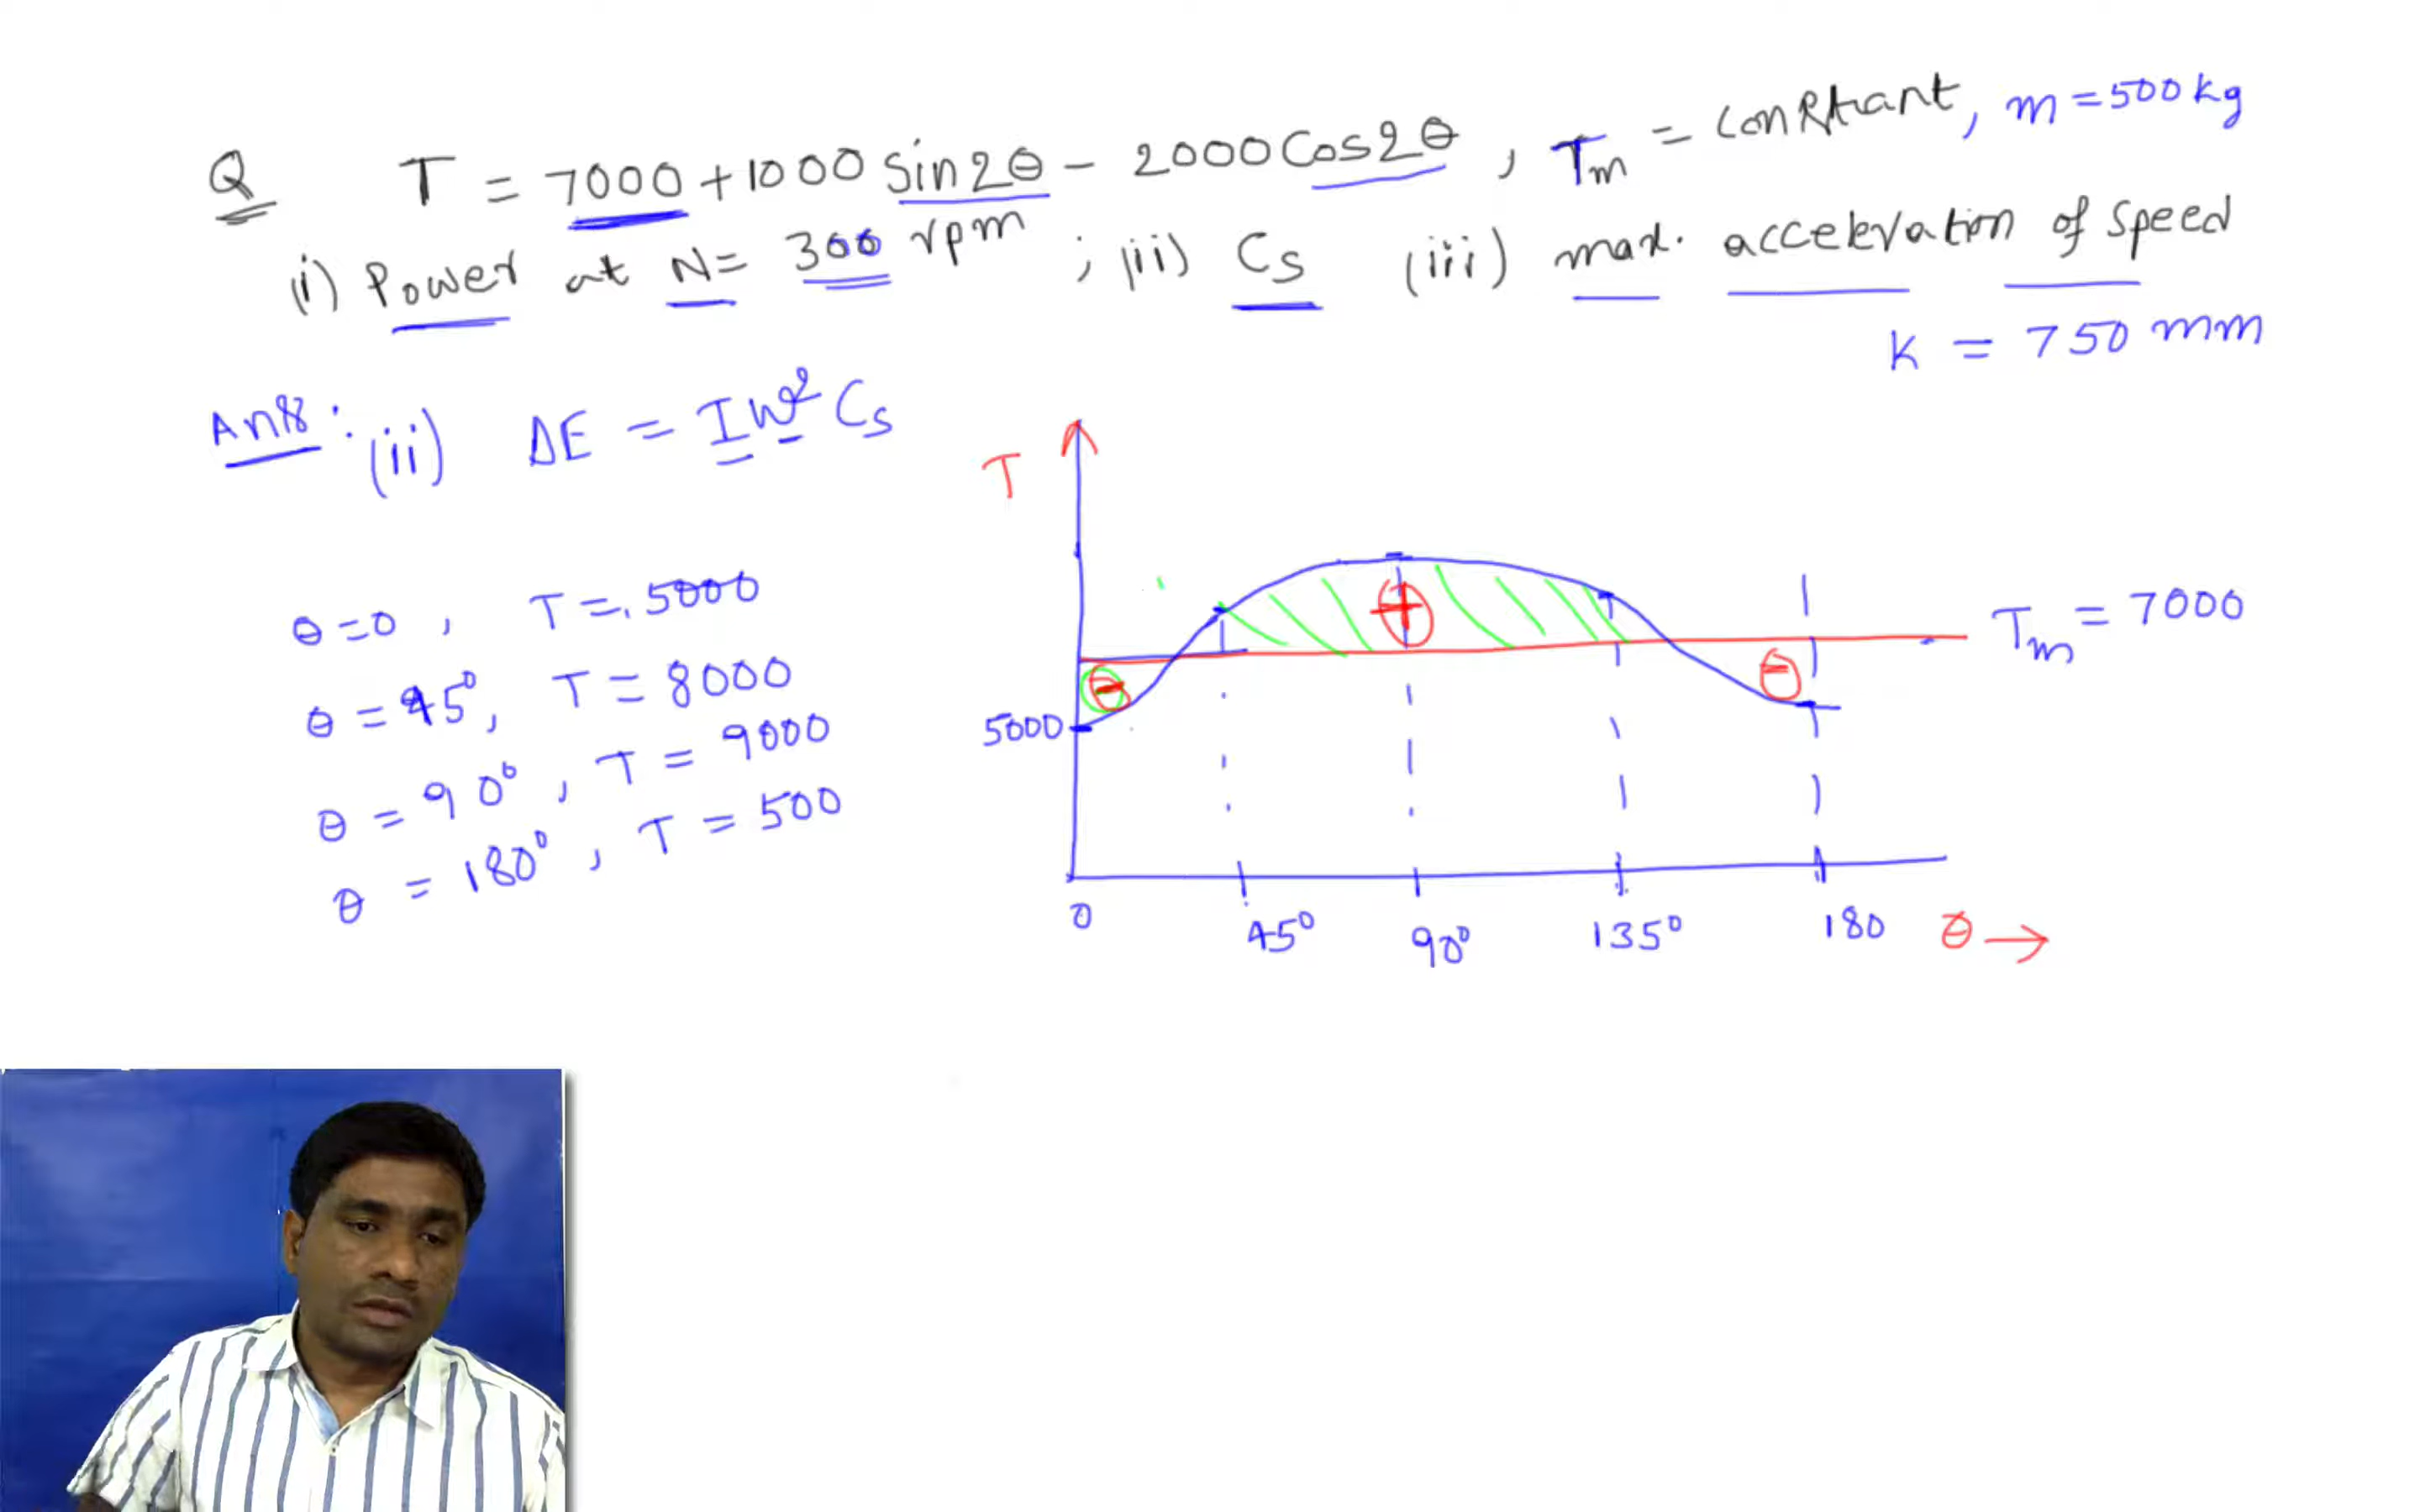 Q T = 7000 + 1000 Sin2θ - 2000 Cos2θ , Tm = constant, m = 500 kg
(i) Power at N = 300 rpm ; (ii) Cs (iii) max. acceleration of speed
K = 750 mm
Ans : (ii) ΔE = Iω² Cs
T
θ = 0 , T = 5000
θ = 45°, T = 8000
θ = 90°, T = 9000
θ = 180°, T = 500
+
-
-
Tm = 7000
5000
0 45° 90° 135° 180 θ →